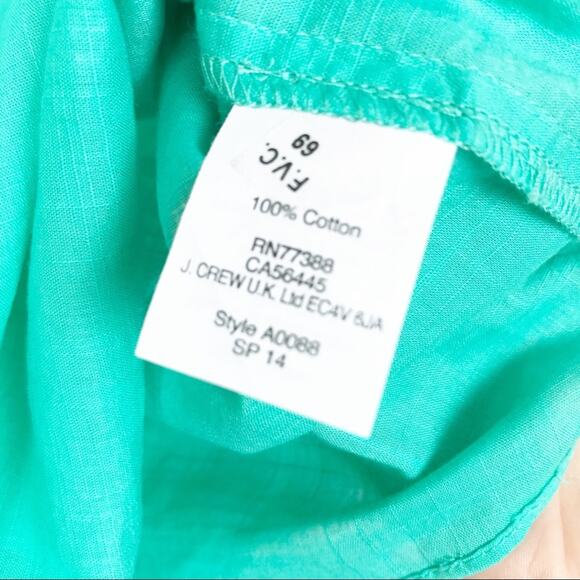 F.V.C.
69
100% Cotton
RN77388
CA56445
J. CREW U.K. Ltd EC4V 6JA
Style A0088
SP 14